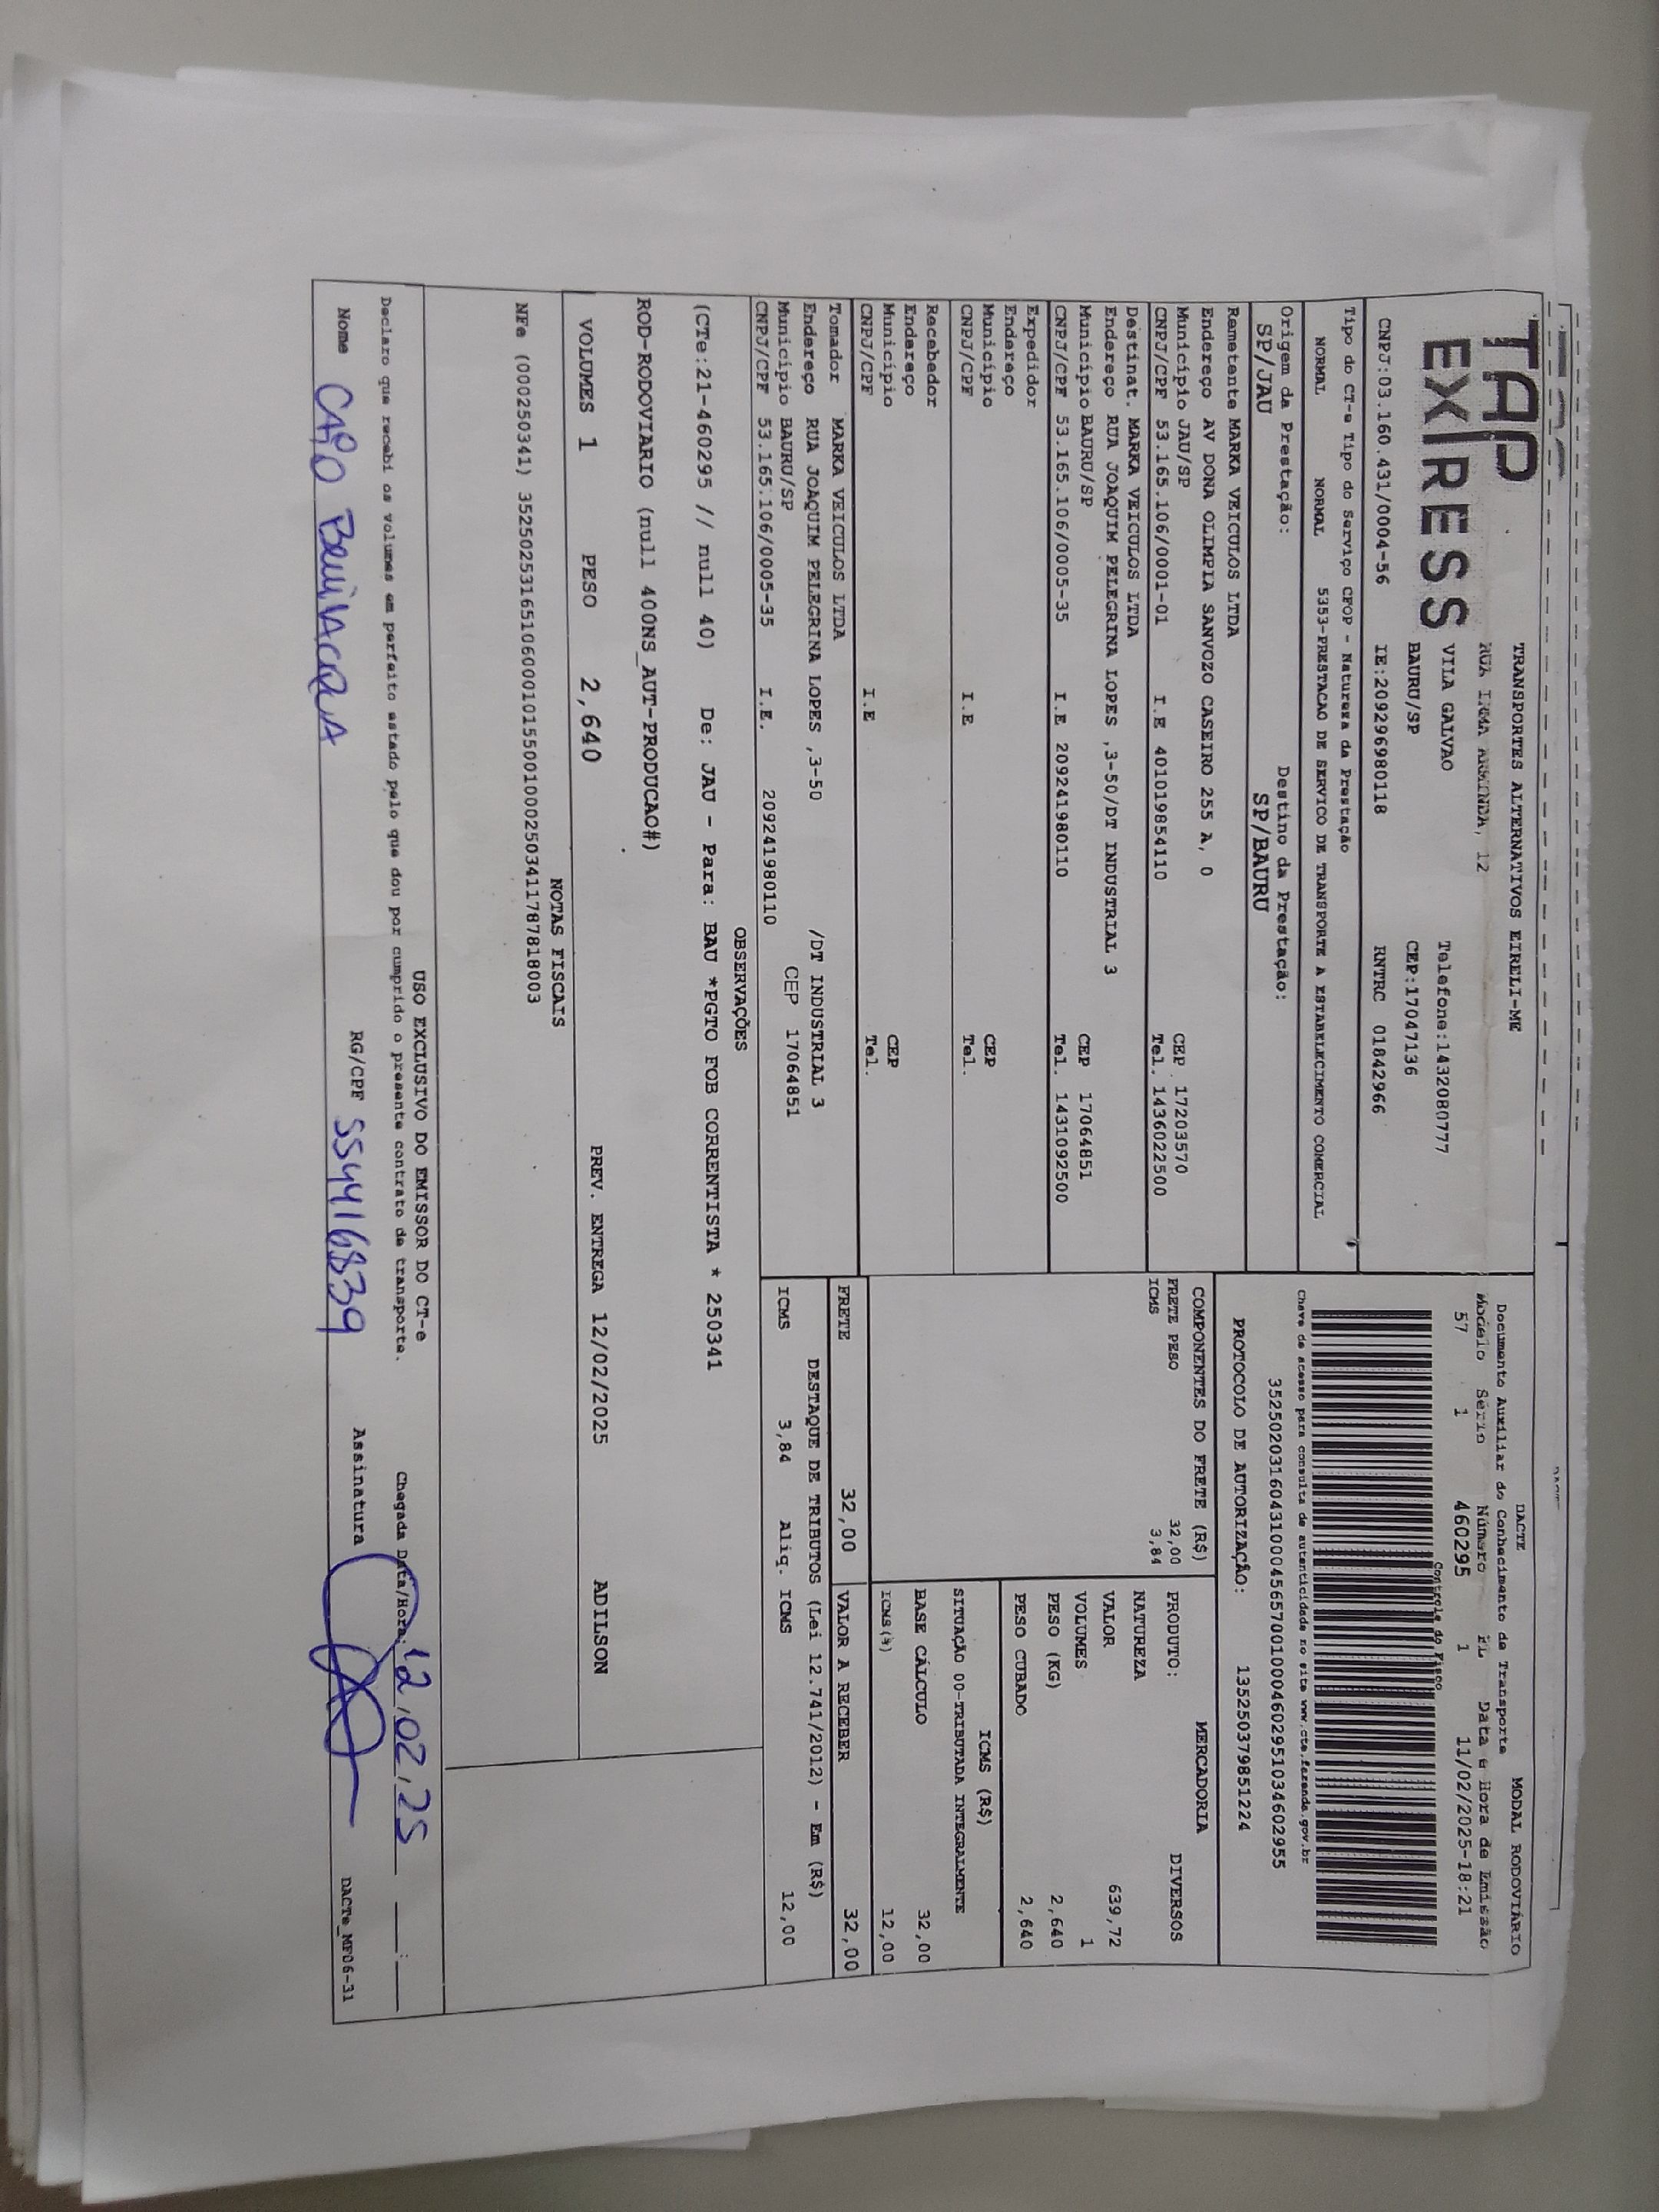 TAP
EXPRESS
TRANSPORTES ALTERNATIVOS EIRELI-ME
RUA IRMA ARMINDA, 12
VILA GALVAO Telefone:1432080777
BAURU/SP CEP:17047136
CNPJ:03.160.431/0004-56 IE:209296980118 RNTRC 01842966
DACTE MODAL RODOVIÁRIO
Documento Auxiliar do Conhecimento de Transporte
Modelo Série Número FL Data e Hora de Emissão
57 1 460295 1 11/02/2025-18:21
Controle do Fisco
Chave de acesso para consulta de autenticidade no site www.cte.fazenda.gov.br
35250203160431000456570010004602951034602955
PROTOCOLO DE AUTORIZAÇÃO: 135250379851224
Tipo do CT-e Tipo do Serviço CFOP - Natureza da Prestação
NORMAL NORMAL 5353-PRESTACAO DE SERVICO DE TRANSPORTE A ESTABELECIMENTO COMERCIAL
Origem da Prestação: Destino da Prestação:
SP/JAU SP/BAURU
Remetente MARKA VEICULOS LTDA
Endereço AV DONA OLIMPIA SANVOZO CASEIRO 255 A, 0
Município JAU/SP CEP 17203570
CNPJ/CPF 53.165.106/0001-01 I.E 401019854110 Tel. 1436022500
Destinat. MARKA VEICULOS LTDA
Endereço RUA JOAQUIM PELEGRINA LOPES ,3-50/DT INDUSTRIAL 3
Município BAURU/SP CEP 17064851
CNPJ/CPF 53.165.106/0005-35 I.E 209241980110 Tel. 1431092500
Expedidor
Endereço
Município CEP
CNPJ/CPF I.E Tel.
Recebedor
Endereço
Município CEP
CNPJ/CPF I.E Tel.
Tomador MARKA VEICULOS LTDA
Endereço RUA JOAQUIM PELEGRINA LOPES ,3-50 /DT INDUSTRIAL 3
Município BAURU/SP CEP 17064851
CNPJ/CPF 53.165.106/0005-35 I.E. 209241980110
COMPONENTES DO FRETE (R$)
FRETE PESO 32,00
ICMS 3,84
MERCADORIA
PRODUTO: DIVERSOS
NATUREZA
VALOR 639,72
VOLUMES 1
PESO (KG) 2,640
PESO CUBADO 2,640
ICMS (R$)
SITUAÇÃO 00-TRIBUTADA INTEGRALMENTE
BASE CÁLCULO 32,00
ICMS(%) 12,00
FRETE 32,00 VALOR A RECEBER 32,00
DESTAQUE DE TRIBUTOS (Lei 12.741/2012) - Em (R$)
ICMS 3,84 Aliq. ICMS 12,00
OBSERVAÇÕES
(CTe:21-460295 // null 40) De: JAU - Para: BAU *PGTO FOB CORRENTISTA * 250341
ROD-RODOVIARIO (null 400NS_AUT-PRODUCAO#)
VOLUMES 1 PESO 2,640 PREV. ENTREGA 12/02/2025 ADILSON
NOTAS FISCAIS
NFe (000250341) 35250253165106000101550010002503411787818003
USO EXCLUSIVO DO EMISSOR DO CT-e
Declaro que recebi os volumes em perfeito estado pelo que dou por cumprido o presente contrato de transporte. Chegada Data/Hora: 12,02,25 :
Nome CAIO BEVILACQUA RG/CPF 554416839 Assinatura
DACTe_MF06-31